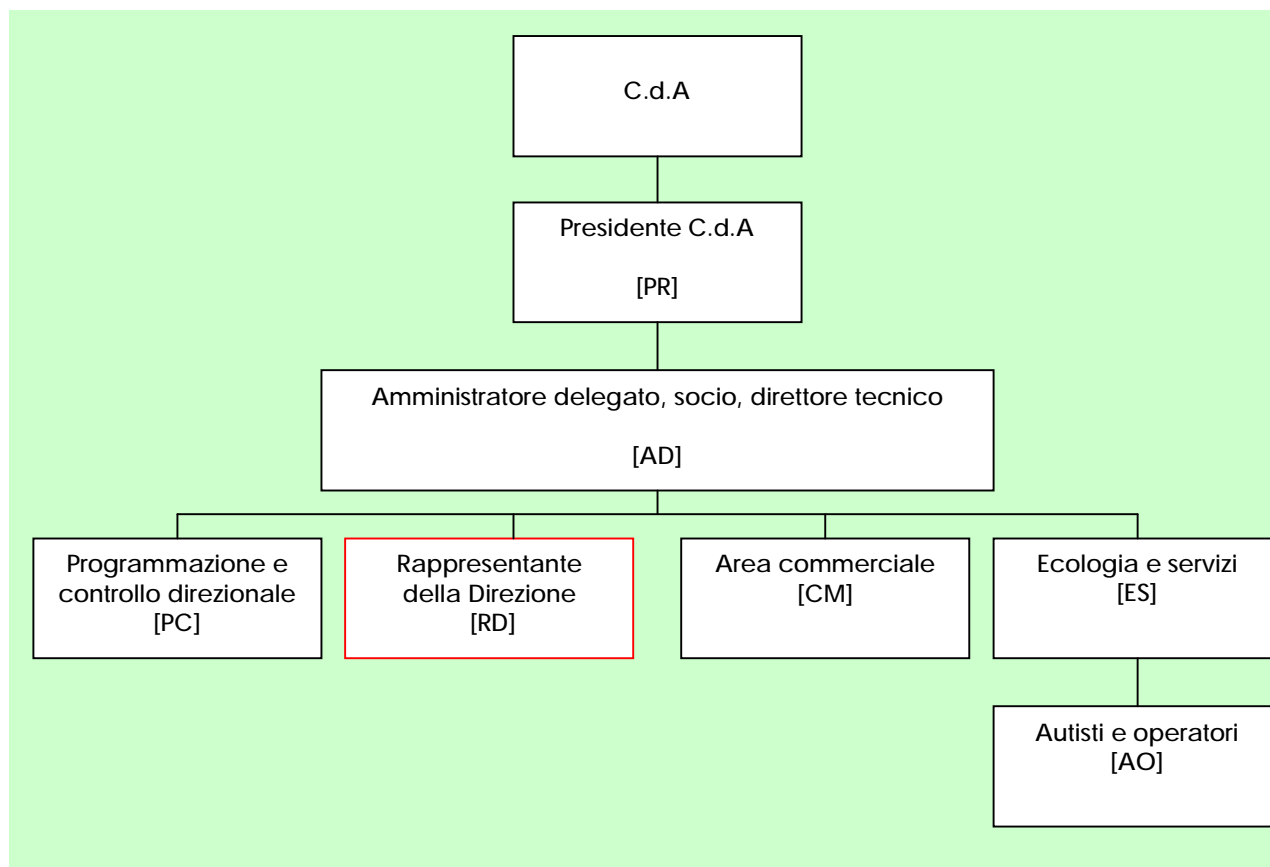 C.d.A
Presidente C.d.A
[PR]
Amministratore delegato, socio, direttore tecnico
[AD]
Programmazione e
controllo direzionale
[PC]
Rappresentante
della Direzione
[RD]
Area commerciale
[CM]
Ecologia e servizi
[ES]
Autisti e operatori
[AO]